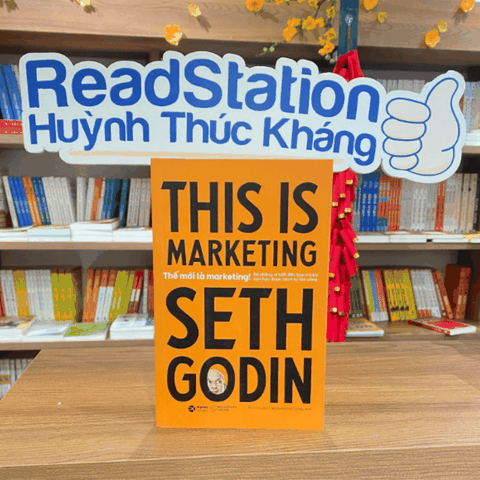 ReadStation
Huỳnh Thúc Kháng
THIS IS
MARKETING
Thế mới là marketing!
SETH
GODIN